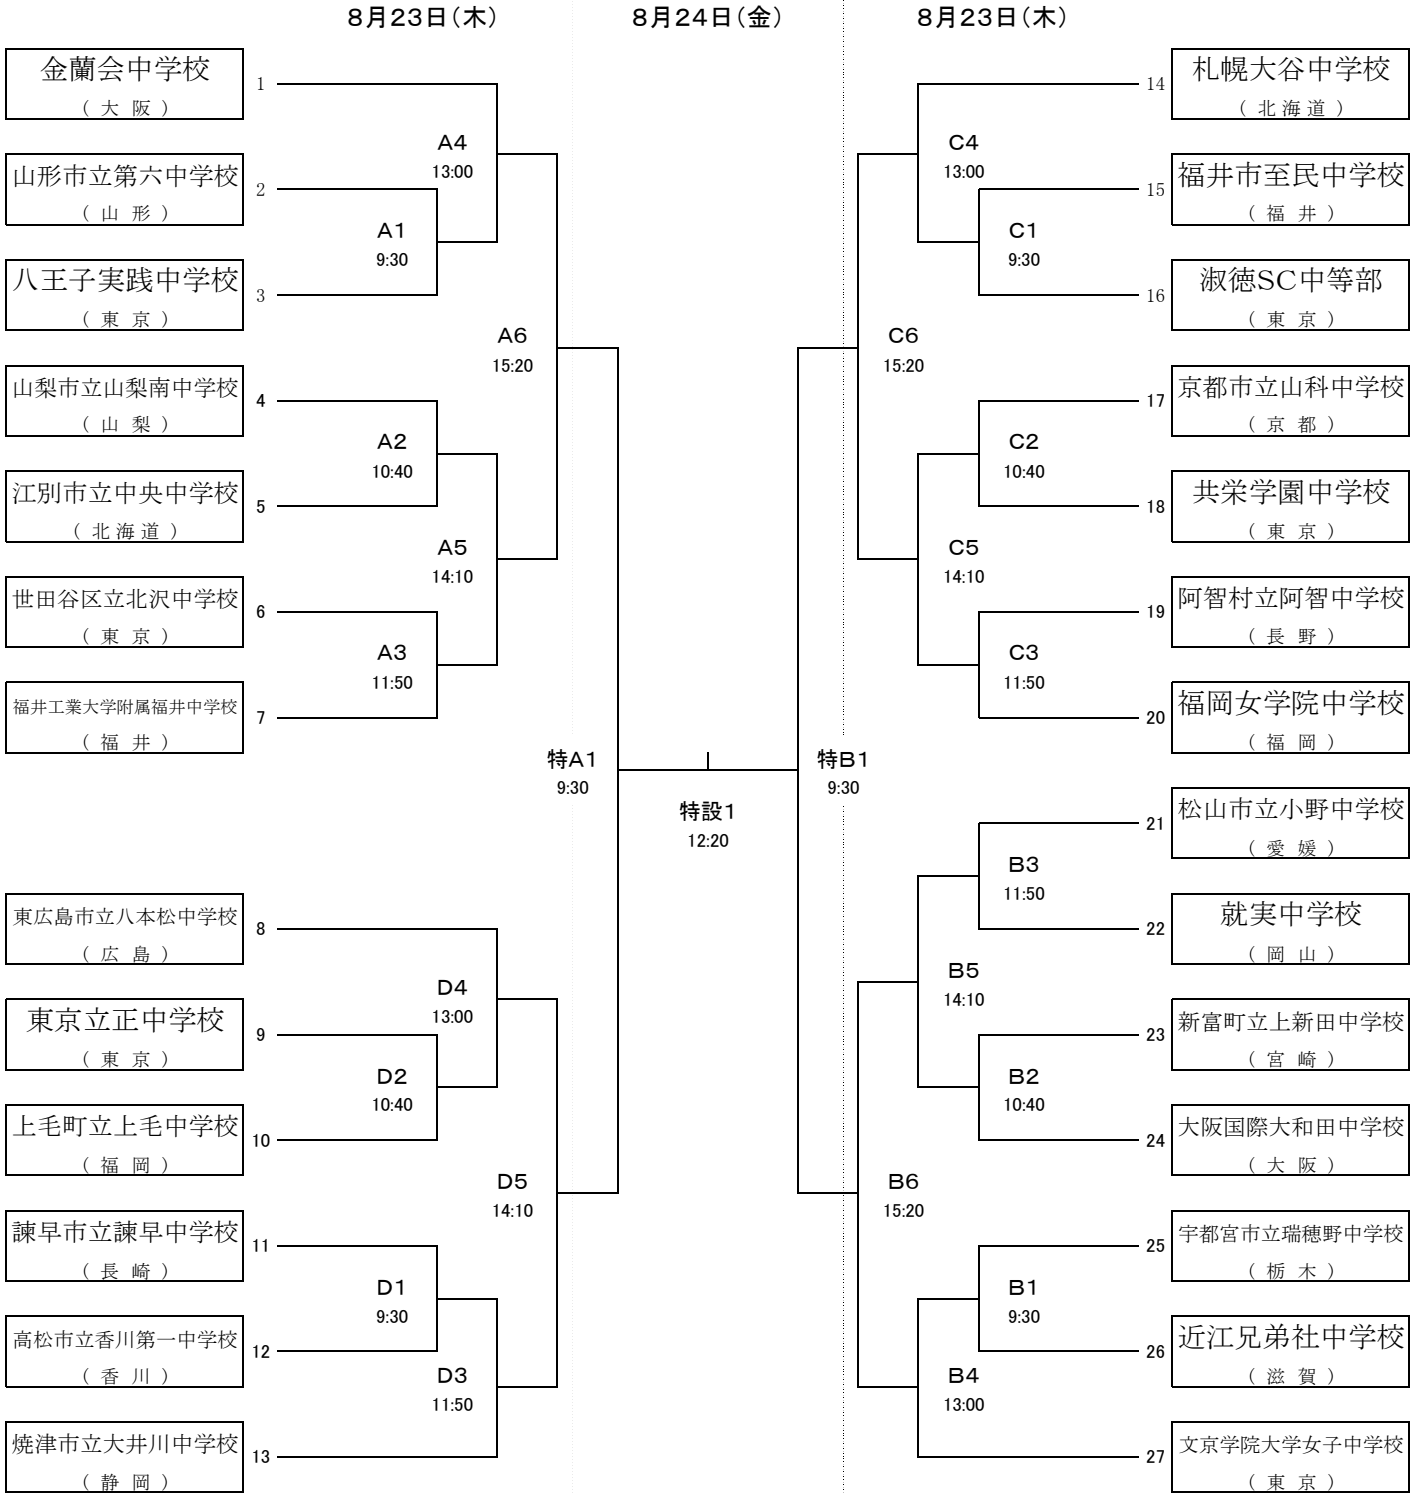 8月23日（木）
8月24日（金）
8月23日（木）
金蘭会中学校
（ 大 阪 ）
1
山形市立第六中学校
（ 山 形 ）
2
八王子実践中学校
（ 東 京 ）
3
山梨市立山梨南中学校
（ 山 梨 ）
4
江別市立中央中学校
（ 北 海 道 ）
5
世田谷区立北沢中学校
（ 東 京 ）
6
福井工業大学附属福井中学校
（ 福 井 ）
7
東広島市立八本松中学校
（ 広 島 ）
8
東京立正中学校
（ 東 京 ）
9
上毛町立上毛中学校
（ 福 岡 ）
10
諫早市立諫早中学校
（ 長 崎 ）
11
高松市立香川第一中学校
（ 香 川 ）
12
焼津市立大井川中学校
（ 静 岡 ）
13
A4
13:00
A1
9:30
A6
15:20
A2
10:40
A5
14:10
A3
11:50
特A1
9:30
D4
13:00
D2
10:40
D5
14:10
D1
9:30
D3
11:50
特設1
12:20
特B1
9:30
C4
13:00
C1
9:30
C6
15:20
C2
10:40
C5
14:10
C3
11:50
B3
11:50
B5
14:10
B2
10:40
B6
15:20
B1
9:30
B4
13:00
14
札幌大谷中学校
（ 北 海 道 ）
15
福井市至民中学校
（ 福 井 ）
16
淑徳SC中等部
（ 東 京 ）
17
京都市立山科中学校
（ 京 都 ）
18
共栄学園中学校
（ 東 京 ）
19
阿智村立阿智中学校
（ 長 野 ）
20
福岡女学院中学校
（ 福 岡 ）
21
松山市立小野中学校
（ 愛 媛 ）
22
就実中学校
（ 岡 山 ）
23
新富町立上新田中学校
（ 宮 崎 ）
24
大阪国際大和田中学校
（ 大 阪 ）
25
宇都宮市立瑞穂野中学校
（ 栃 木 ）
26
近江兄弟社中学校
（ 滋 賀 ）
27
文京学院大学女子中学校
（ 東 京 ）